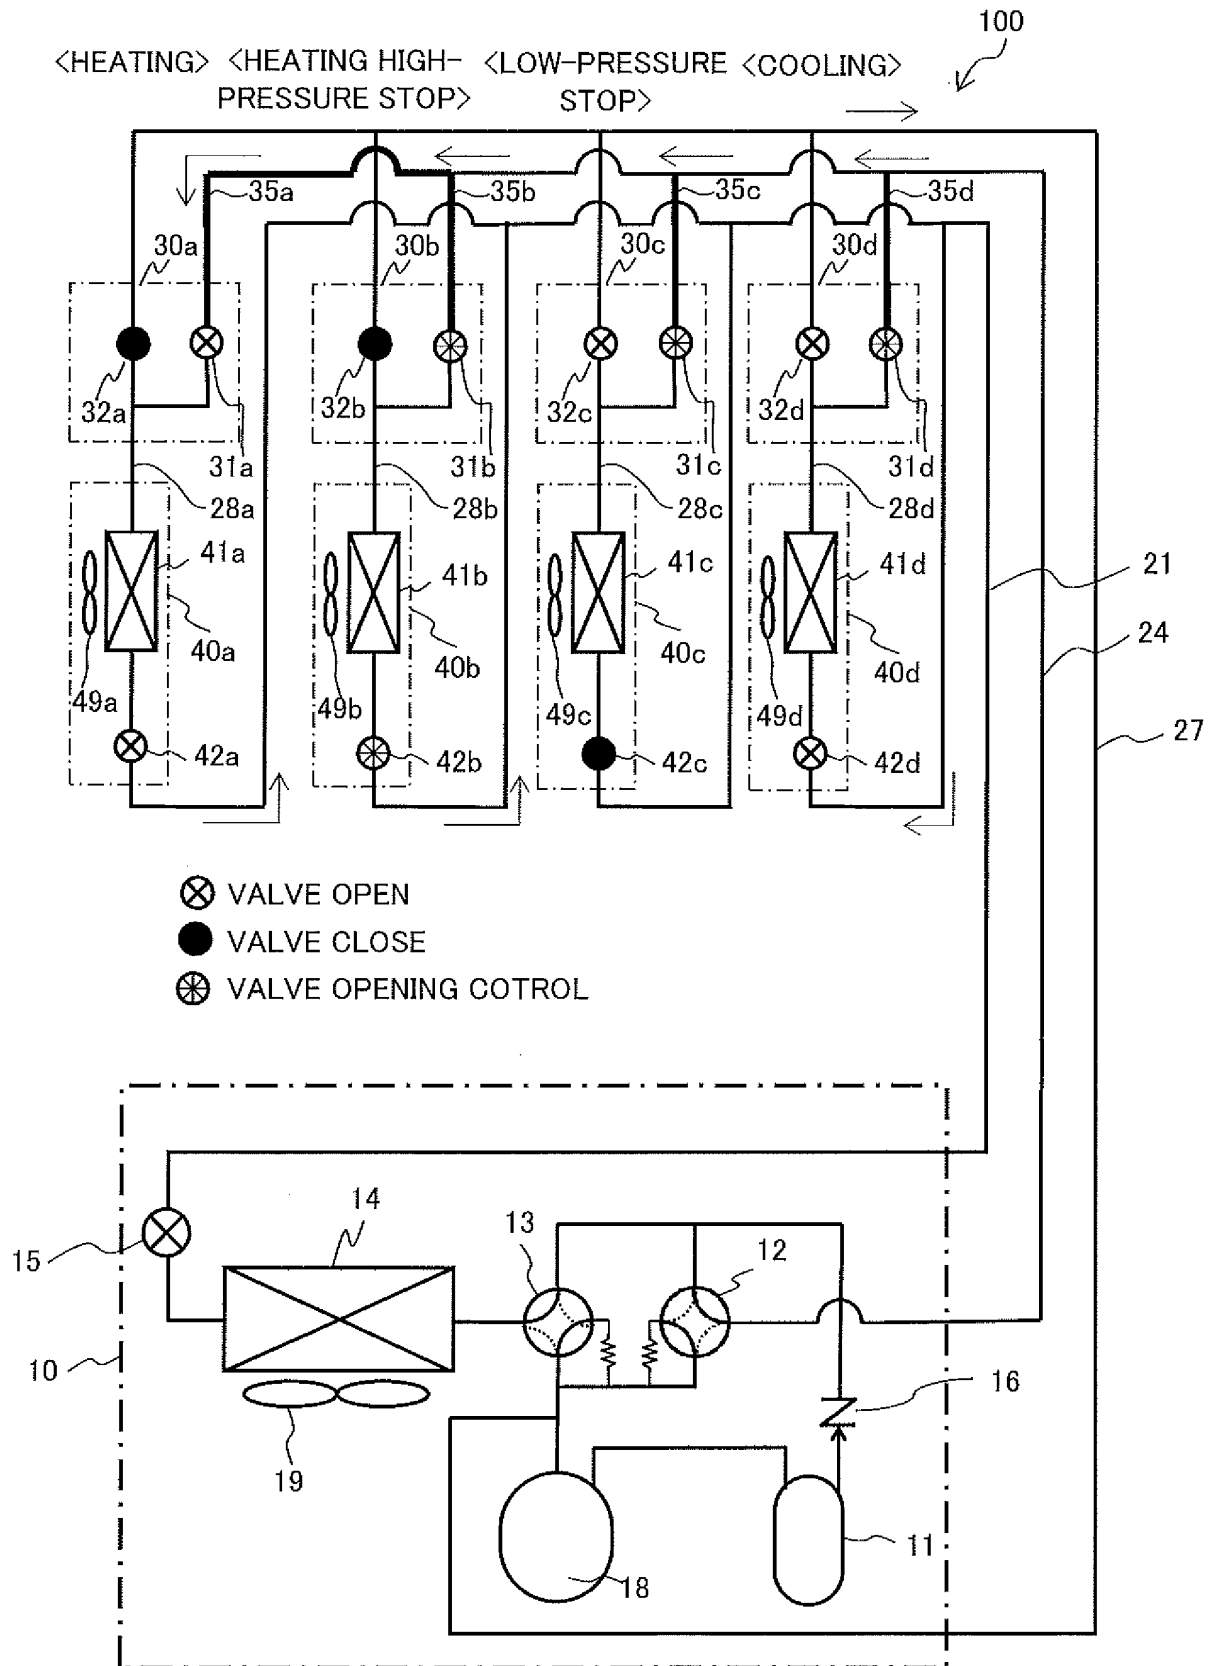 100
<HEATING> <HEATING HIGH- <LOW-PRESSURE <COOLING>
PRESSURE STOP> STOP>
35a 35b 35c 35d
30a 30b 30c 30d
32a 32b 32c 32d
31a 31b 31c 31d
28a 28b 28c 28d
41a 41b 41c 41d 21
40a 40b 40c 40d 24
49a 49b 49c 49d 27
42a 42b 42c 42d
VALVE OPEN
VALVE CLOSE
VALVE OPENING COTROL
14 13 12
15
10 16
19
18 11